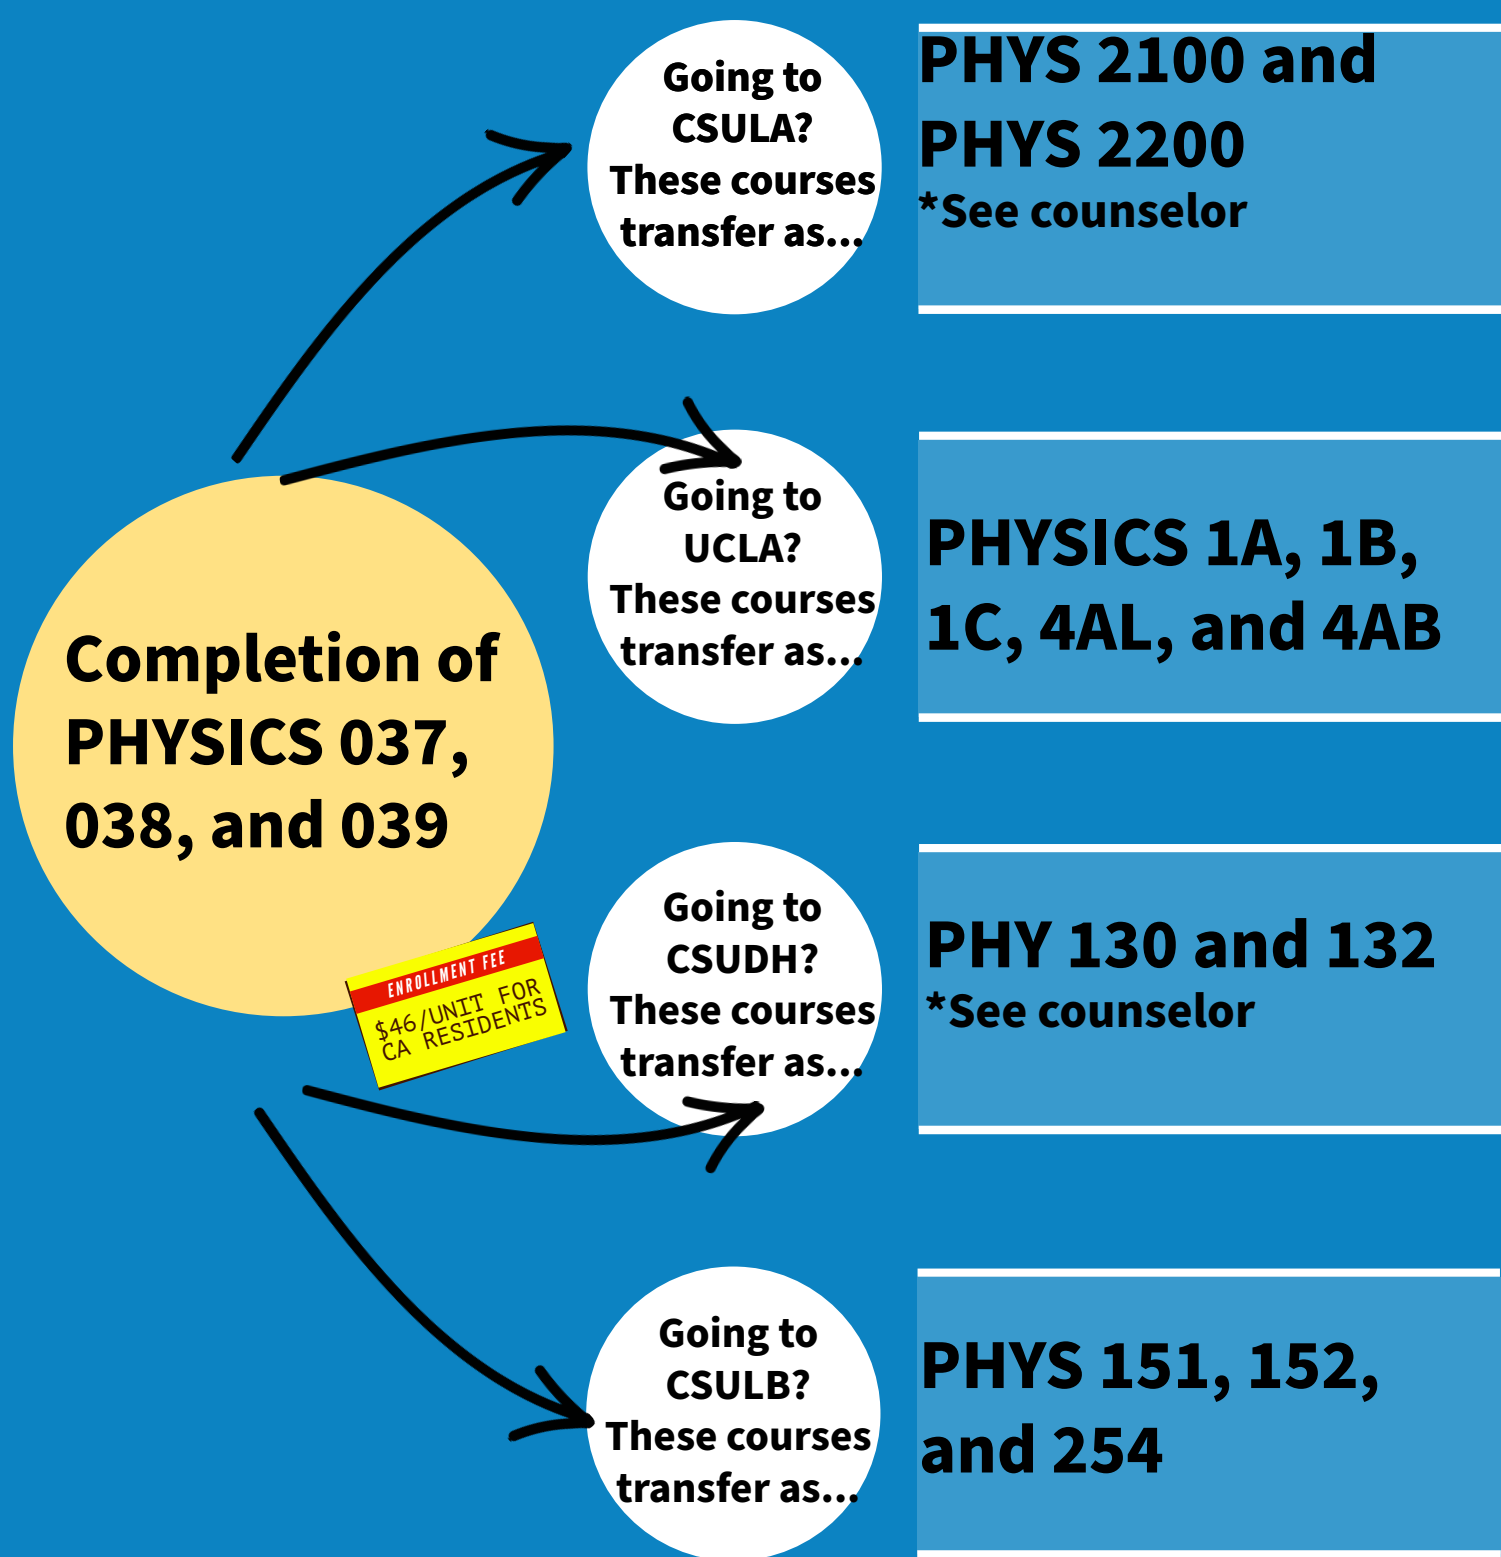 Completion of
PHYSICS 037,
038, and 039
ENROLLMENT FEE
$46/UNIT FOR
CA RESIDENTS
Going to
CSULA?
These courses
transfer as...
PHYS 2100 and
PHYS 2200
*See counselor
Going to
UCLA?
These courses
transfer as...
PHYSICS 1A, 1B,
1C, 4AL, and 4AB
Going to
CSUDH?
These courses
transfer as...
PHY 130 and 132
*See counselor
Going to
CSULB?
These courses
transfer as...
PHYS 151, 152,
and 254